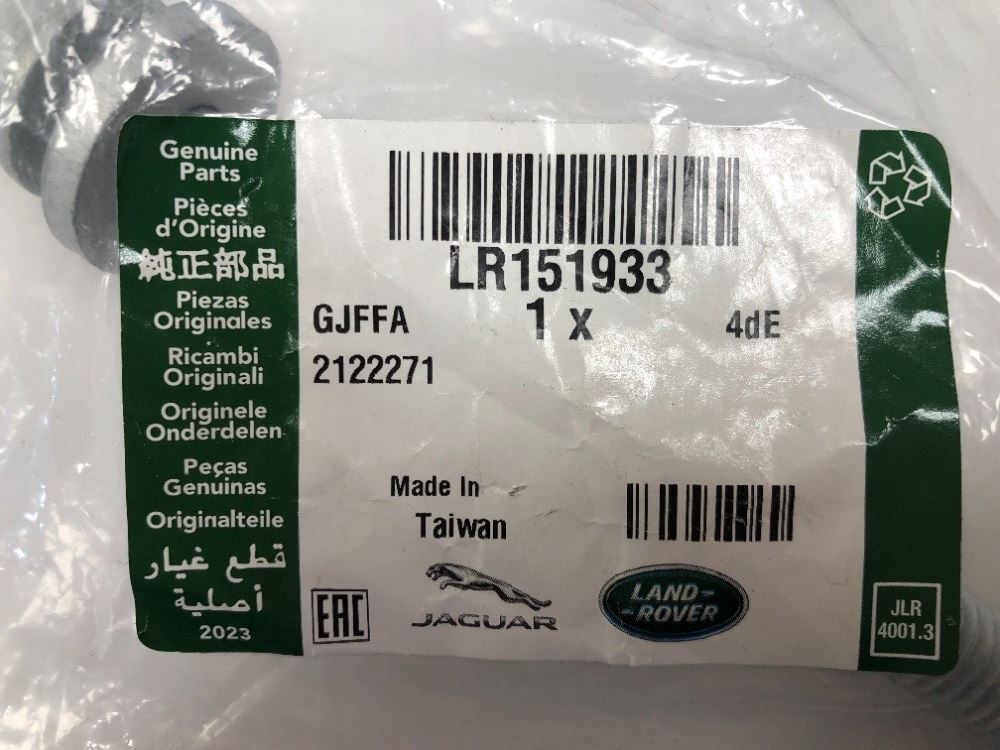 Genuine
Parts
Pièces
d'Origine
純正部品
Piezas
Originales
Ricambi
Originali
Originele
Onderdelen
Peças
Genuinas
Originalteile
قطع غيار
أصلية
2023
LR151933
GJFFA
1 x
4dE
2122271
Made In
Taiwan
EAC
JAGUAR
LAND-
-ROVER
JLR
4001.3